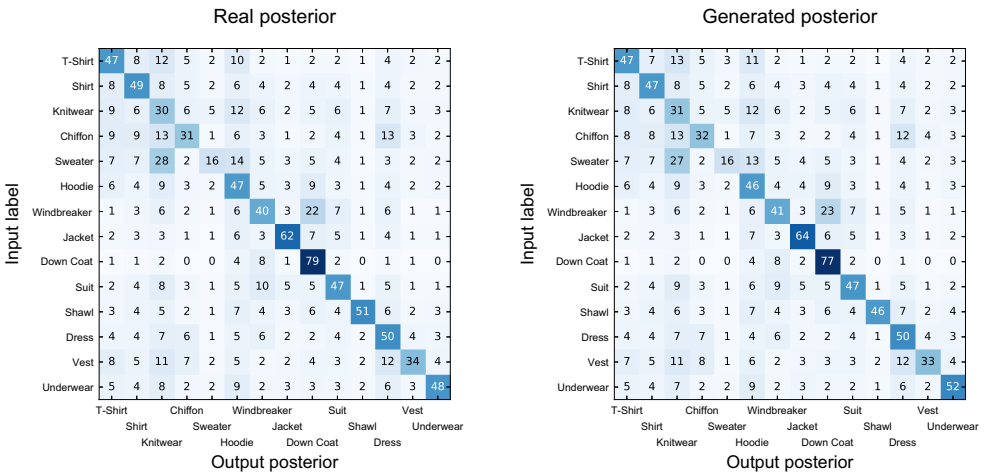 Real posterior
Generated posterior
Input label
T-Shirt 47 8 12 5 2 10 2 1 2 2 1 4 2 2
Shirt 8 49 8 5 2 6 4 2 4 4 1 4 2 2
Knitwear 9 6 30 6 5 12 6 2 5 6 1 7 3 3
Chiffon 9 9 13 31 1 6 3 1 2 4 1 13 3 2
Sweater 7 7 28 2 16 14 5 3 5 4 1 3 2 2
Hoodie 6 4 9 3 2 47 5 3 9 3 1 4 2 2
Windbreaker 1 3 6 2 1 6 40 3 22 7 1 6 1 1
Jacket 2 3 3 1 1 6 3 62 7 5 1 4 1 1
Down Coat 1 1 2 0 0 4 8 1 79 2 0 1 1 0
Suit 2 4 8 3 1 5 10 5 5 47 1 5 1 1
Shawl 3 4 5 2 1 7 4 3 6 4 51 6 2 3
Dress 4 4 7 6 1 5 6 2 2 4 2 50 4 3
Vest 8 5 11 7 2 5 2 2 4 3 2 12 34 4
Underwear 5 4 8 2 2 9 2 3 3 3 2 6 3 48
T-Shirt Chiffon Windbreaker Suit Vest
Shirt Sweater Jacket Shawl Underwear
Knitwear Hoodie Down Coat Dress
Output posterior
Input label
T-Shirt 47 7 13 5 3 11 2 1 2 2 1 4 2 2
Shirt 8 47 8 5 2 6 4 3 4 4 1 4 2 2
Knitwear 8 6 31 5 5 12 6 2 5 6 1 7 2 3
Chiffon 8 8 13 32 1 7 3 2 2 4 1 12 4 3
Sweater 7 7 27 2 16 13 5 4 5 3 1 4 2 3
Hoodie 6 4 9 3 2 46 4 4 9 3 1 4 2 3
Windbreaker 1 3 6 2 1 6 41 3 23 7 1 5 1 1
Jacket 2 2 3 1 1 7 3 64 6 5 1 3 1 2
Down Coat 1 1 2 0 0 4 8 2 77 2 0 1 1 0
Suit 2 4 9 3 1 6 9 5 5 47 1 5 1 2
Shawl 3 4 6 3 1 7 4 3 6 4 46 7 2 4
Dress 4 4 7 7 1 4 6 2 2 4 1 50 4 3
Vest 7 5 11 8 1 6 2 3 3 3 2 12 33 4
Underwear 5 4 7 2 2 9 2 3 2 2 1 6 2 52
T-Shirt Chiffon Windbreaker Suit Vest
Shirt Sweater Jacket Shawl Underwear
Knitwear Hoodie Down Coat Dress
Output posterior